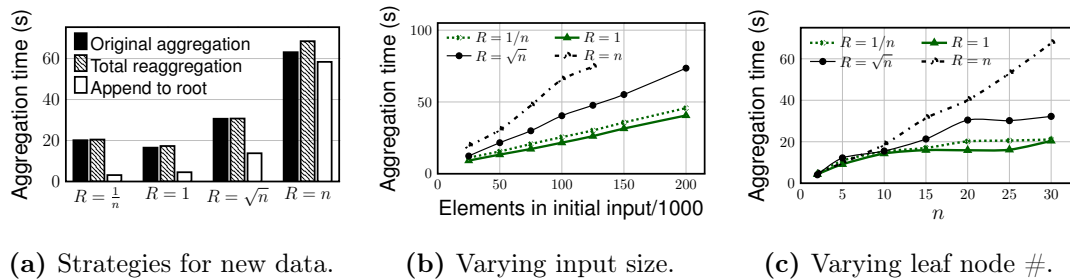 Aggregation time (s)
60
40
20
0
Original aggregation
Total reaggregation
Append to root
R = 1/n
R = 1
R = √n
R = n
(a) Strategies for new data.
Aggregation time (s)
100
50
0
R = 1/n
R = 1
R = √n
R = n
50
100
150
200
Elements in initial input/1000
(b) Varying input size.
Aggregation time (s)
60
40
20
0
R = 1/n
R = 1
R = √n
R = n
0
5
10
15
20
25
30
n
(c) Varying leaf node #.